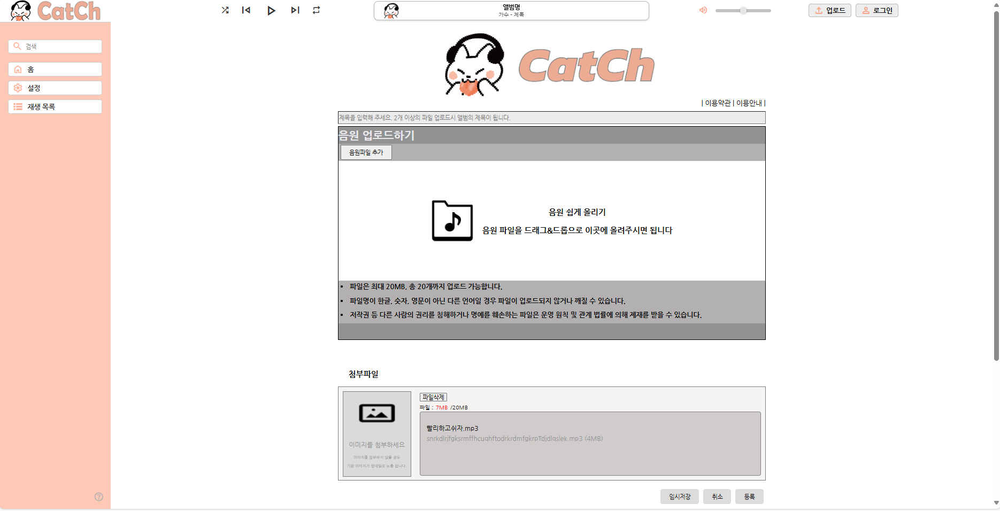 CatCh
앨범명
가수 - 제목
업로드
로그인
검색
홈
설정
재생 목록
CatCh
| 이용약관 | 이용안내 |
제목을 입력해 주세요. 2개 이상의 파일 업로드시 앨범의 제목이 됩니다.
음원 업로드하기
음원파일 추가
음원 쉽게 올리기
음원 파일을 드래그&드롭으로 이곳에 올려주시면 됩니다
• 파일은 최대 20MB, 총 20개까지 업로드 가능합니다.
• 파일명이 한글, 숫자, 영문이 아닌 다른 언어일 경우 파일이 업로드되지 않거나 깨질 수 있습니다.
• 저작권 등 다른 사람의 권리를 침해하거나 명예를 훼손하는 파일은 운영 원칙 및 관계 법률에 의해 제재를 받을 수 있습니다.
첨부파일
파일삭제
파일 : 7MB /20MB
빨리하고쉬자.mp3
snrkdlrjfgksrmffhcuqhftodrkrdmfgkrpTdjdlqslek.mp3 (4MB)
이미지를 첨부하세요
이미지를 첨부하지 않을 경우
기본 이미지가 썸네일로 노출 됩니다.
임시저장
취소
등록